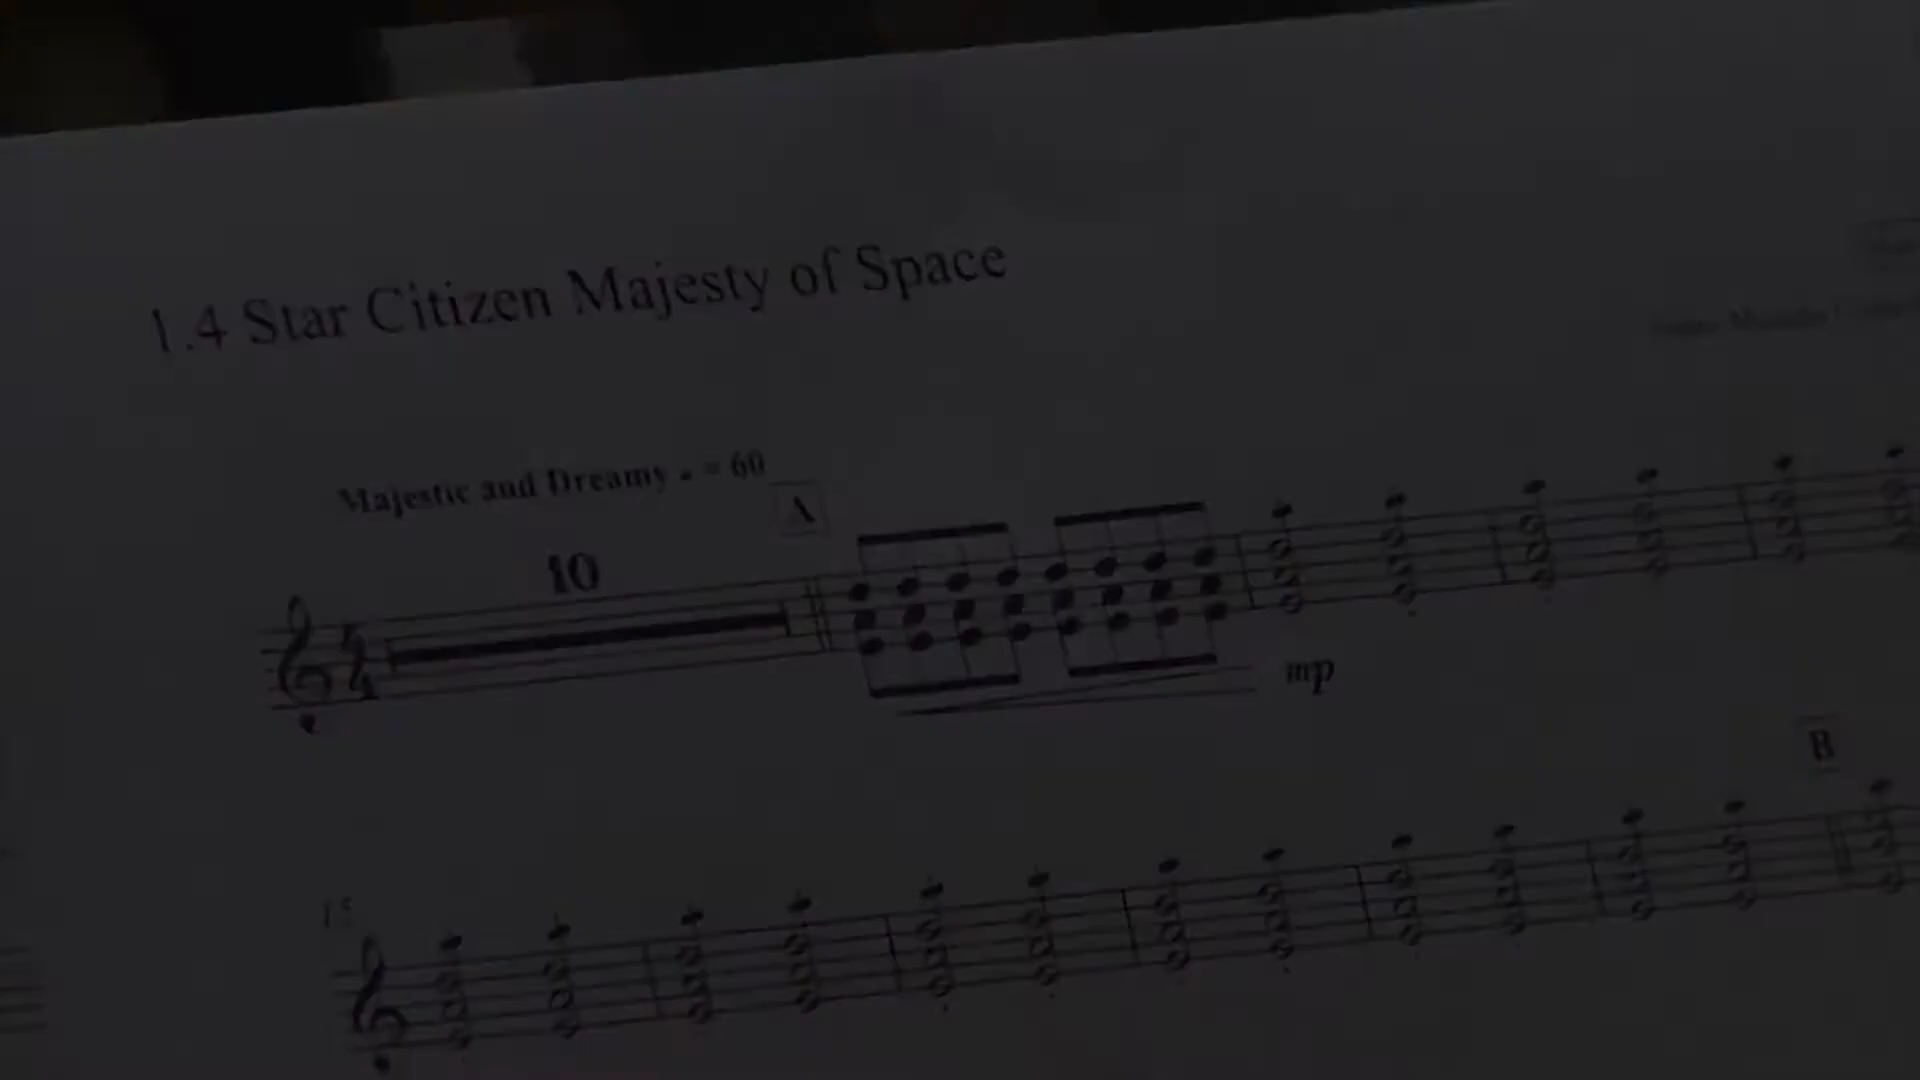 1.4 Star Citizen Majesty of Space
Majestic and Dreamy ♩ = 60
A
10
mp
B
15